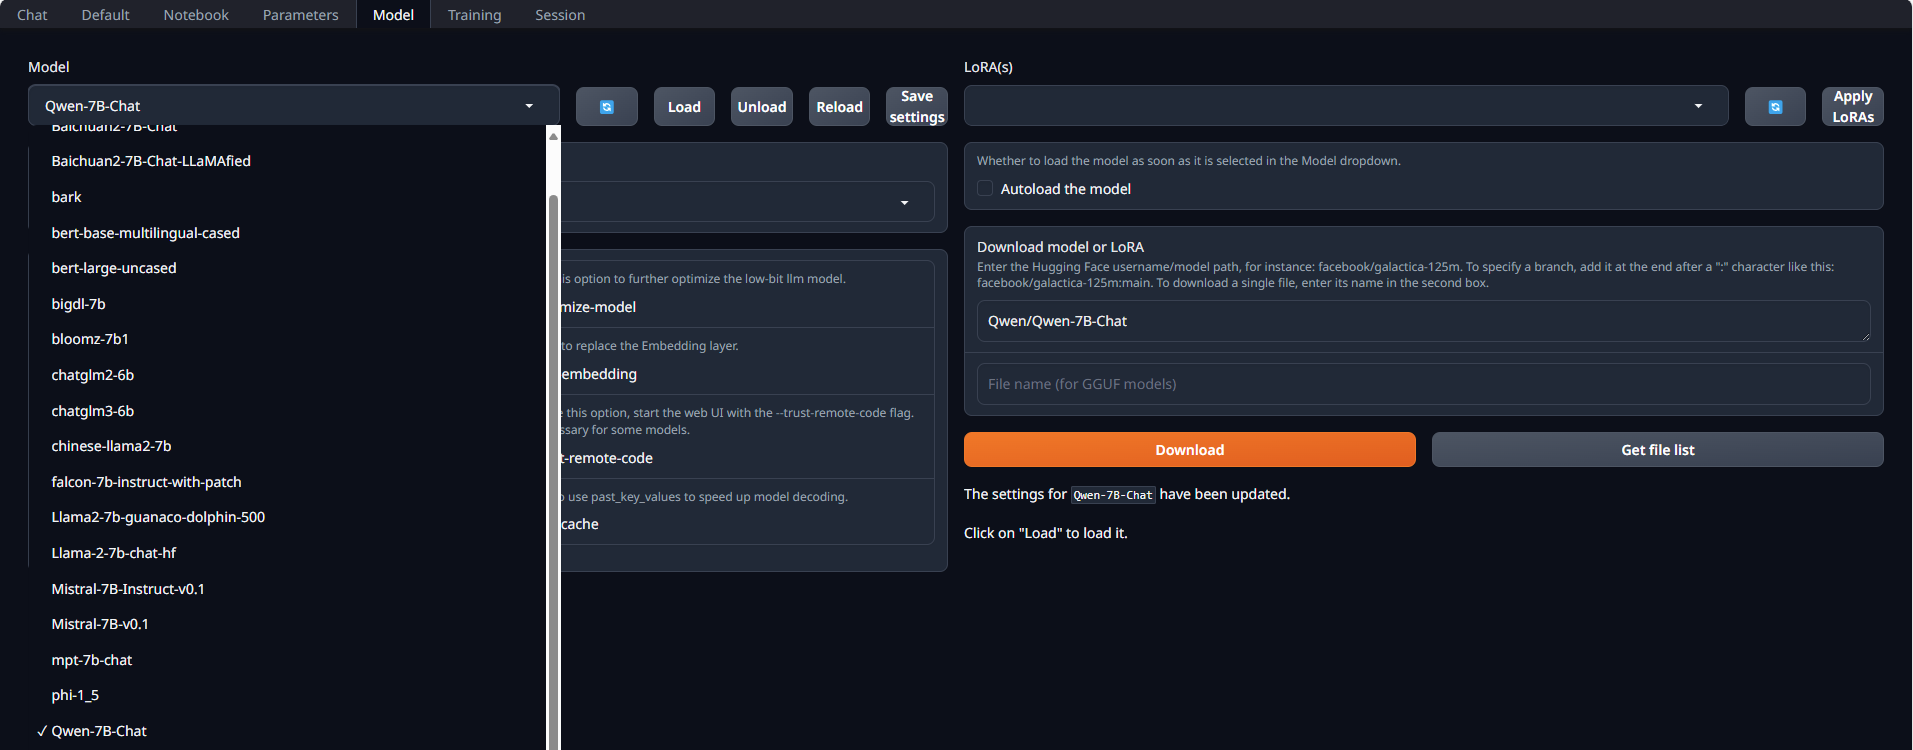 Chat
Default
Notebook
Parameters
Model
Training
Session
Model
Qwen-7B-Chat
Load
Unload
Reload
Save
settings
Baichuan2-7B-Chat
Baichuan2-7B-Chat-LLaMAfied
bark
bert-base-multilingual-cased
bert-large-uncased
bigdl-7b
bloomz-7b1
chatglm2-6b
chatglm3-6b
chinese-llama2-7b
falcon-7b-instruct-with-patch
Llama2-7b-guanaco-dolphin-500
Llama-2-7b-chat-hf
Mistral-7B-Instruct-v0.1
Mistral-7B-v0.1
mpt-7b-chat
phi-1_5
✓ Qwen-7B-Chat
is option to further optimize the low-bit llm model.
mize-model
to replace the Embedding layer.
embedding
this option, start the web UI with the --trust-remote-code flag.
ssary for some models.
t-remote-code
use past_key_values to speed up model decoding.
cache
LoRA(s)
Apply
LoRAs
Whether to load the model as soon as it is selected in the Model dropdown.
Autoload the model
Download model or LoRA
Enter the Hugging Face username/model path, for instance: facebook/galactica-125m. To specify a branch, add it at the end after a ":" character like this:
facebook/galactica-125m:main. To download a single file, enter its name in the second box.
Qwen/Qwen-7B-Chat
File name (for GGUF models)
Download
Get file list
The settings for Qwen-7B-Chat have been updated.
Click on "Load" to load it.